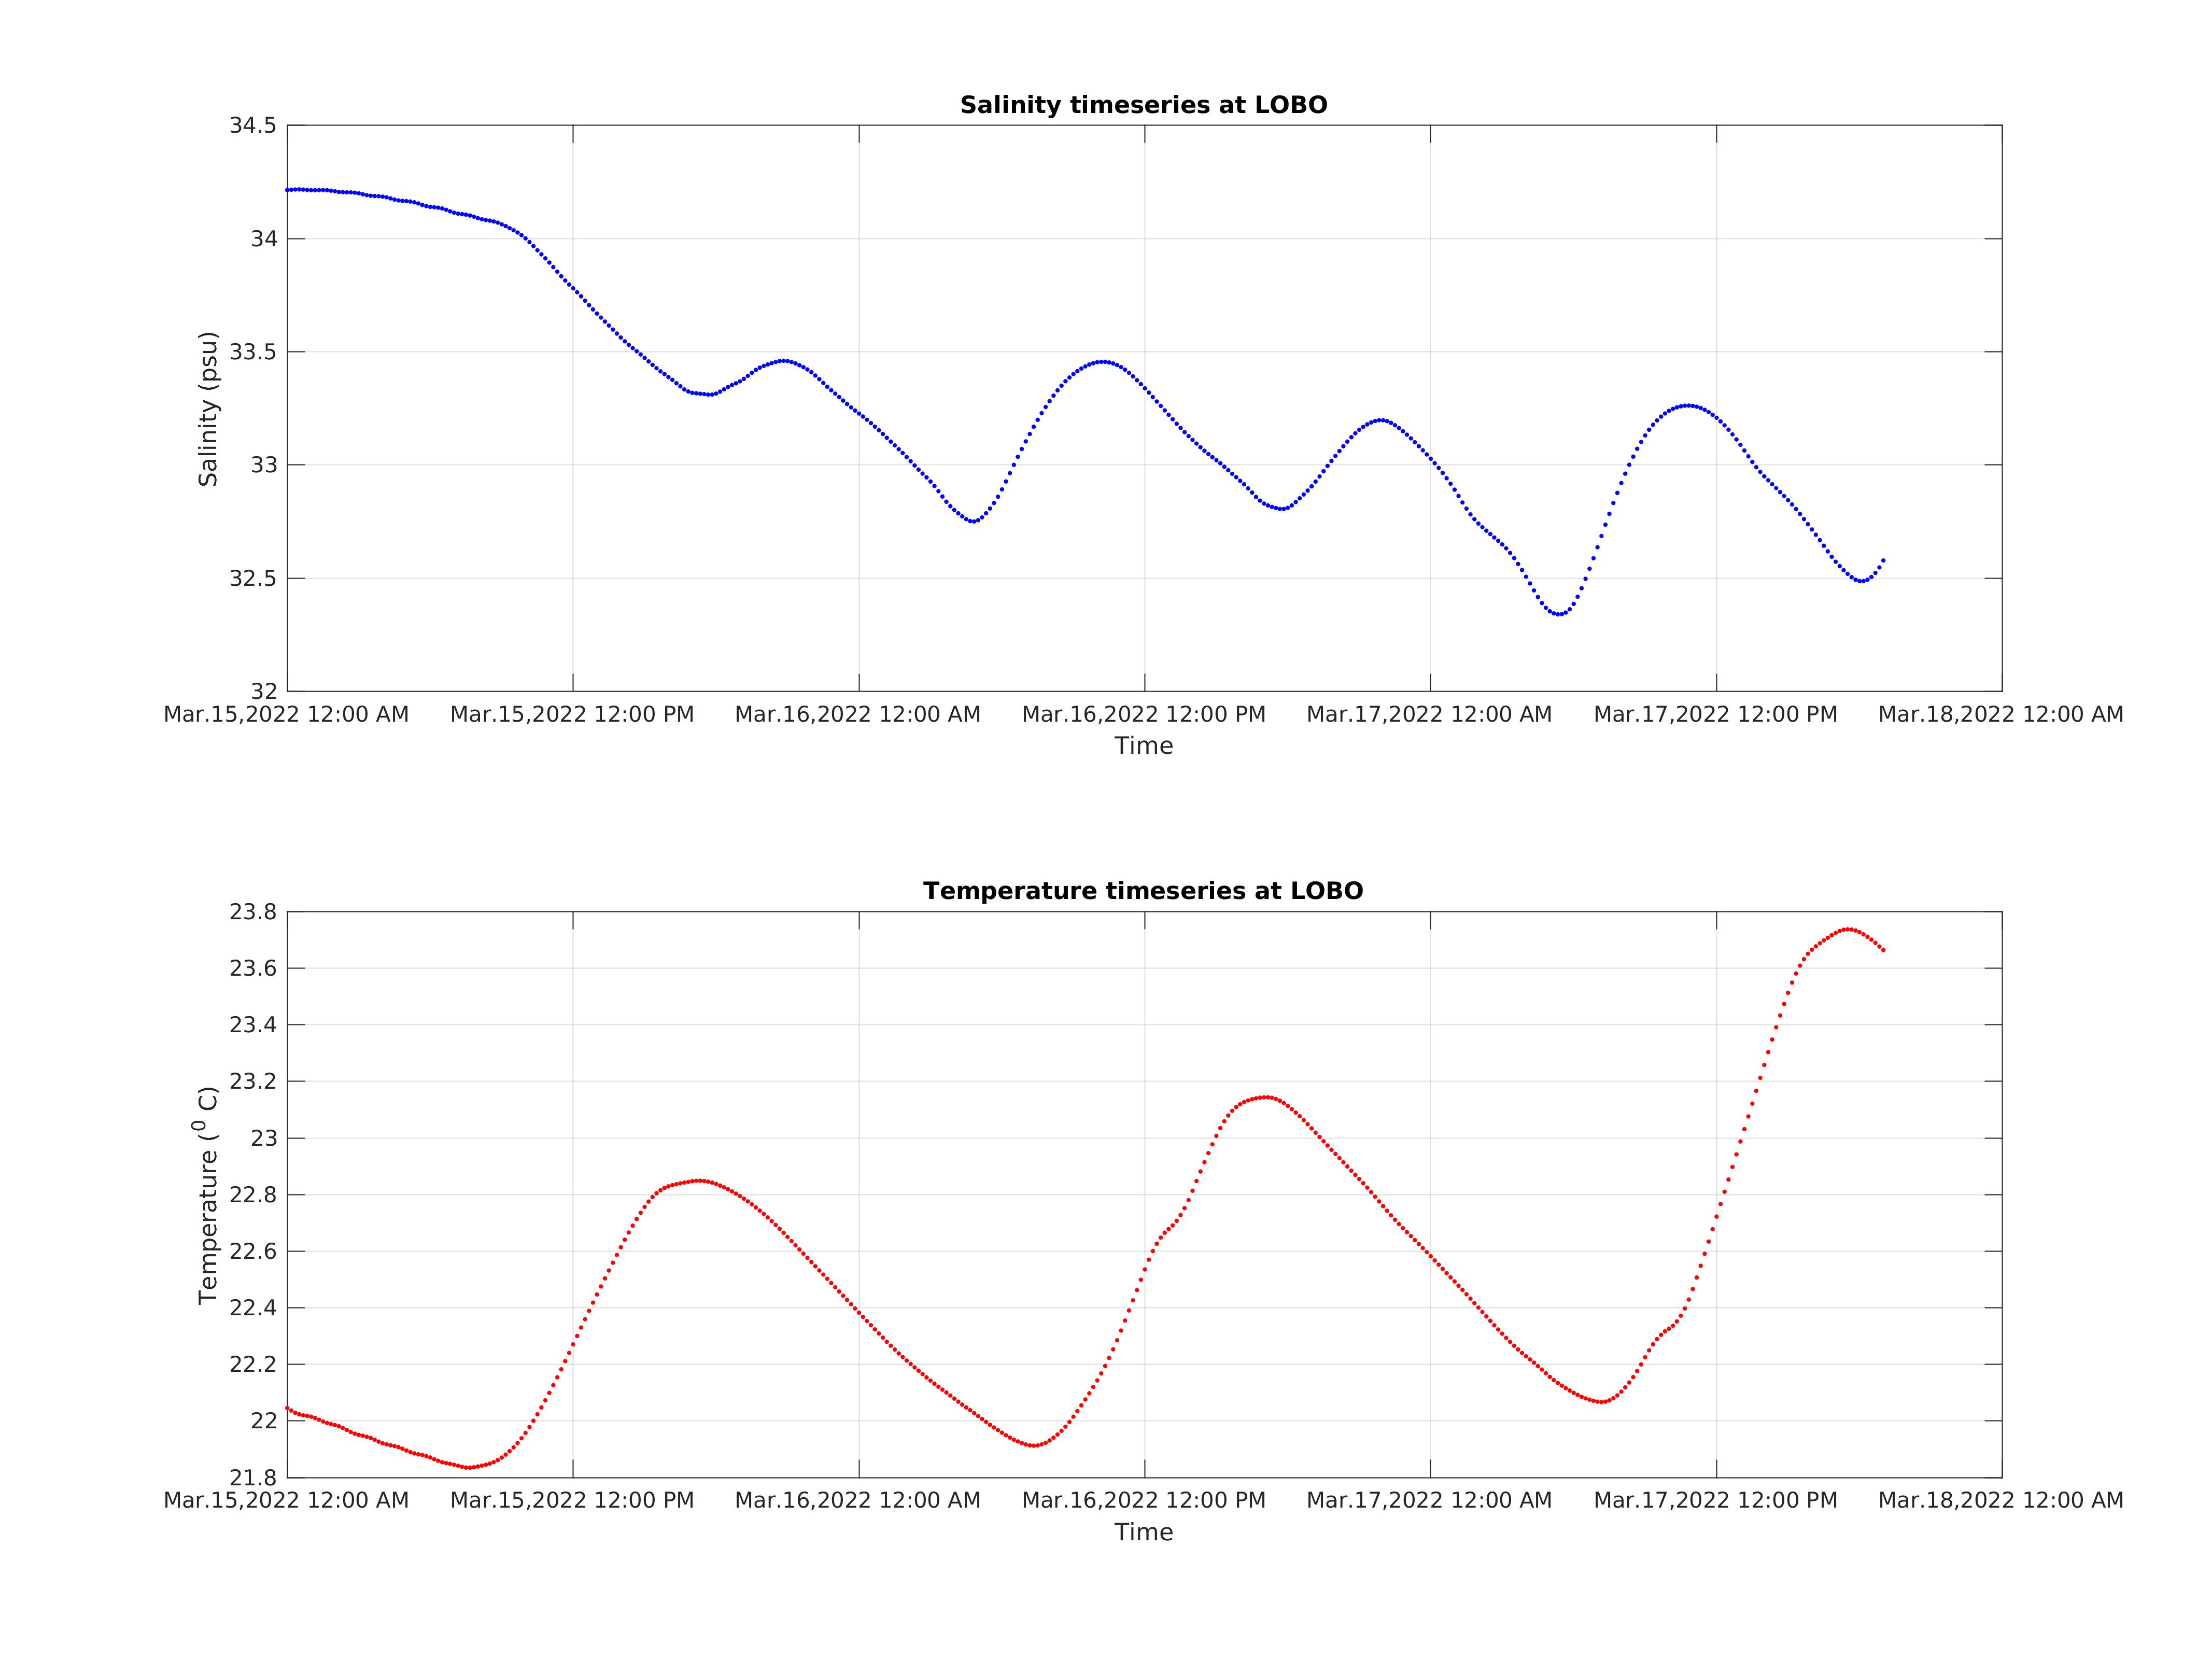 Salinity timeseries at LOBO
34.5
34
33.5
33
32.5
32
Salinity (psu)
Mar.15,2022 12:00 AM Mar.15,2022 12:00 PM Mar.16,2022 12:00 AM Mar.16,2022 12:00 PM Mar.17,2022 12:00 AM Mar.17,2022 12:00 PM Mar.18,2022 12:00 AM
Time
Temperature timeseries at LOBO
23.8
23.6
23.4
23.2
23
22.8
22.6
22.4
22.2
22
21.8
Temperature (⁰ C)
Mar.15,2022 12:00 AM Mar.15,2022 12:00 PM Mar.16,2022 12:00 AM Mar.16,2022 12:00 PM Mar.17,2022 12:00 AM Mar.17,2022 12:00 PM Mar.18,2022 12:00 AM
Time